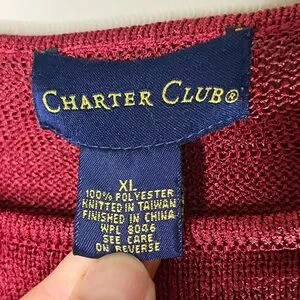 CHARTER CLUB®
XL
100% POLYESTER
KNITTED IN TAIWAN
FINISHED IN CHINA
WPL 8046
SEE CARE
ON REVERSE